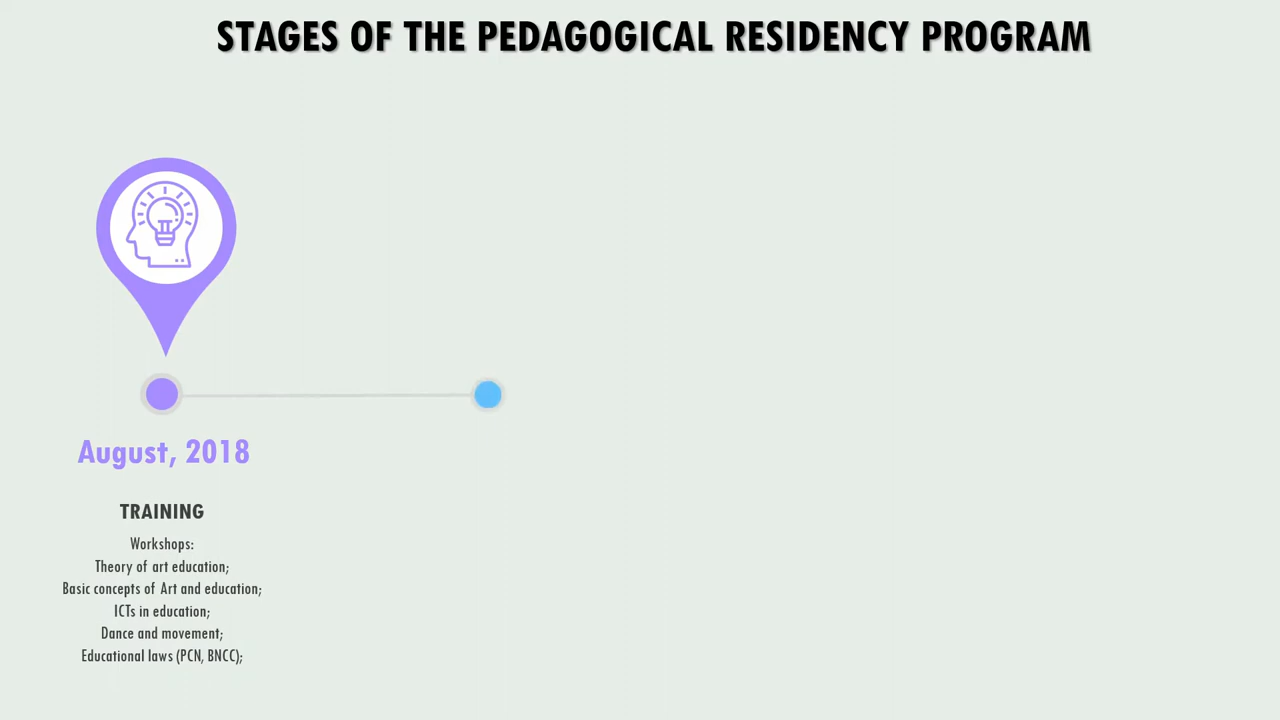 STAGES OF THE PEDAGOGICAL RESIDENCY PROGRAM
August, 2018
TRAINING
Workshops:
Theory of art education;
Basic concepts of Art and education;
ICTs in education;
Dance and movement;
Educational laws (PCN, BNCC);